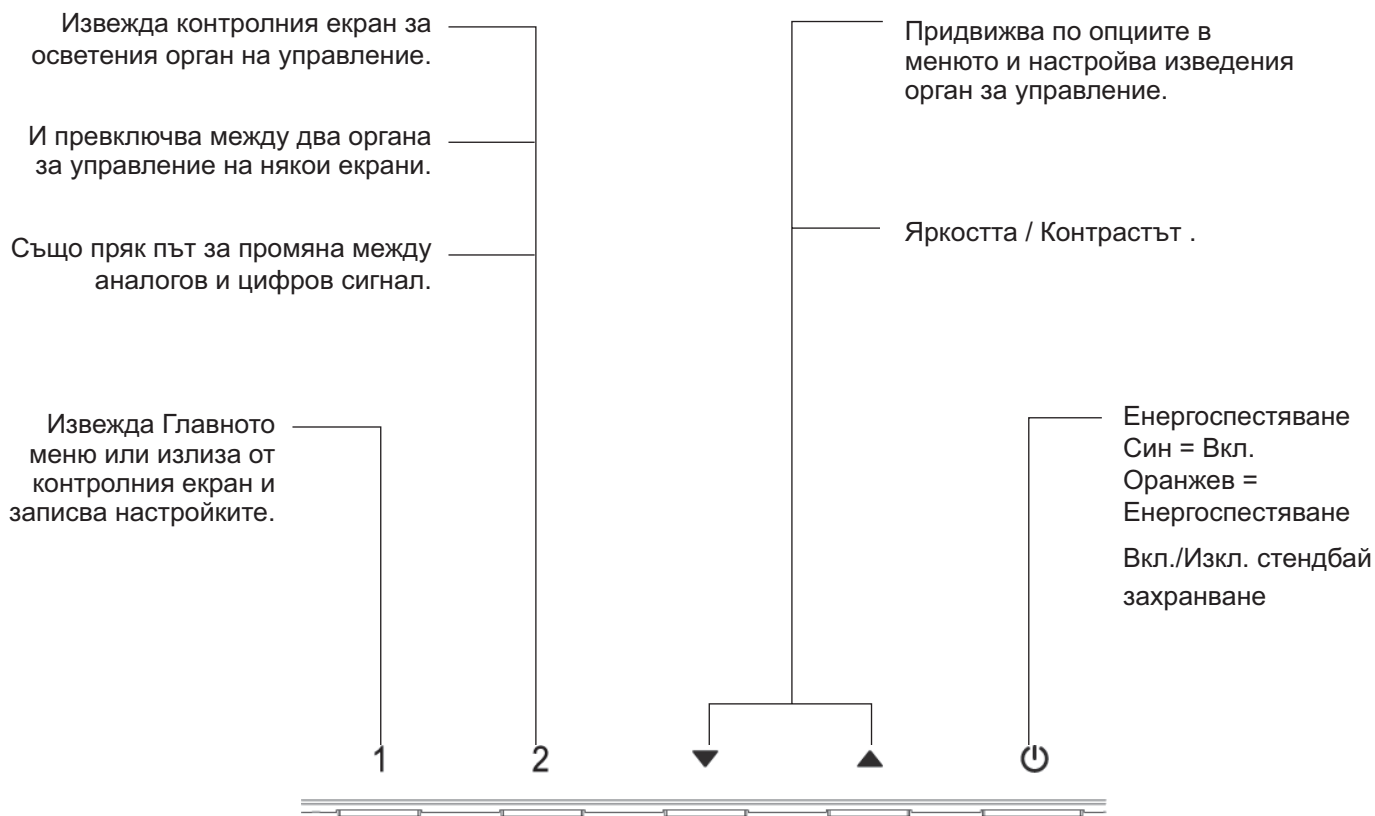 Извежда контролния екран за
осветения орган на управление.
И превключва между два органа
за управление на някои екрани.
Също пряк път за промяна между
аналогов и цифров сигнал.
Извежда Главното
меню или излиза от
контролния екран и
записва настройките.
Придвижва по опциите в
менюто и настройва изведения
орган за управление.
Яркостта / Контрастът .
Енергоспестяване
Син = Вкл.
Оранжев =
Енергоспестяване
Вкл./Изкл. стендбай
захранване
1 2 ▼ ▲ ⏻